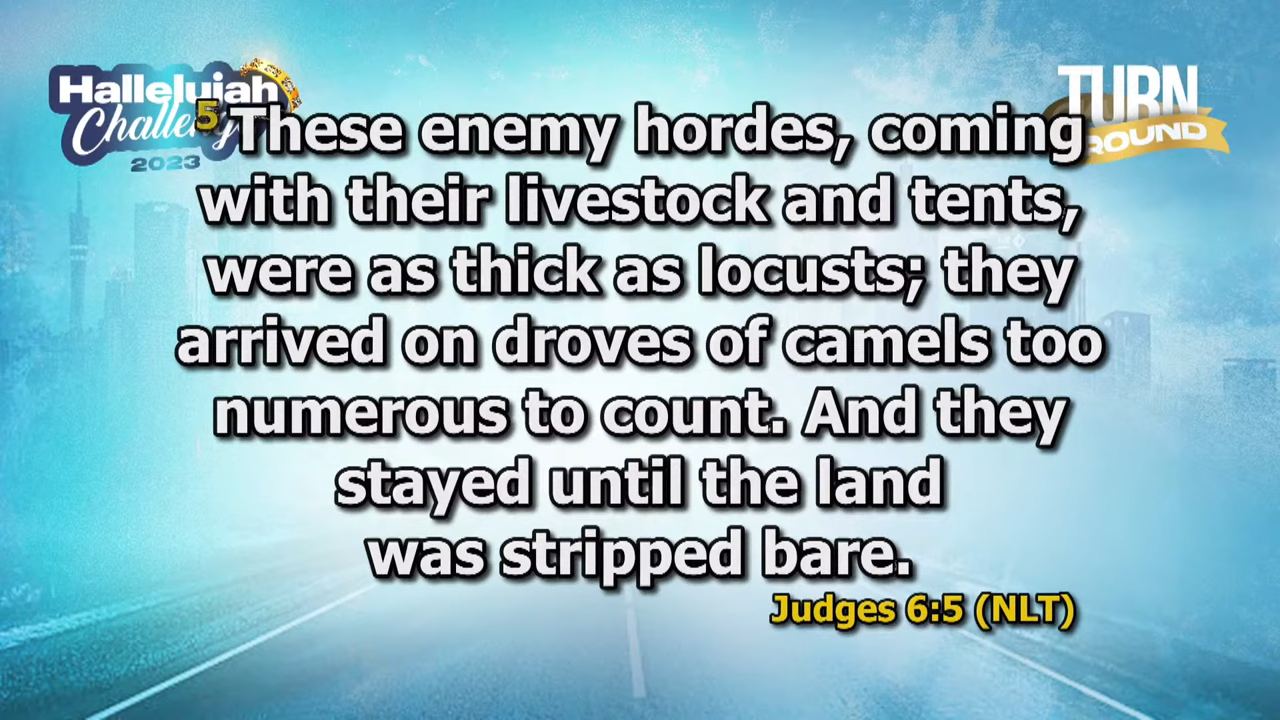 Hallelujah
Challenge
2023
TURN
ROUND
5 These enemy hordes, coming
with their livestock and tents,
were as thick as locusts; they
arrived on droves of camels too
numerous to count. And they
stayed until the land
was stripped bare.
Judges 6:5 (NLT)